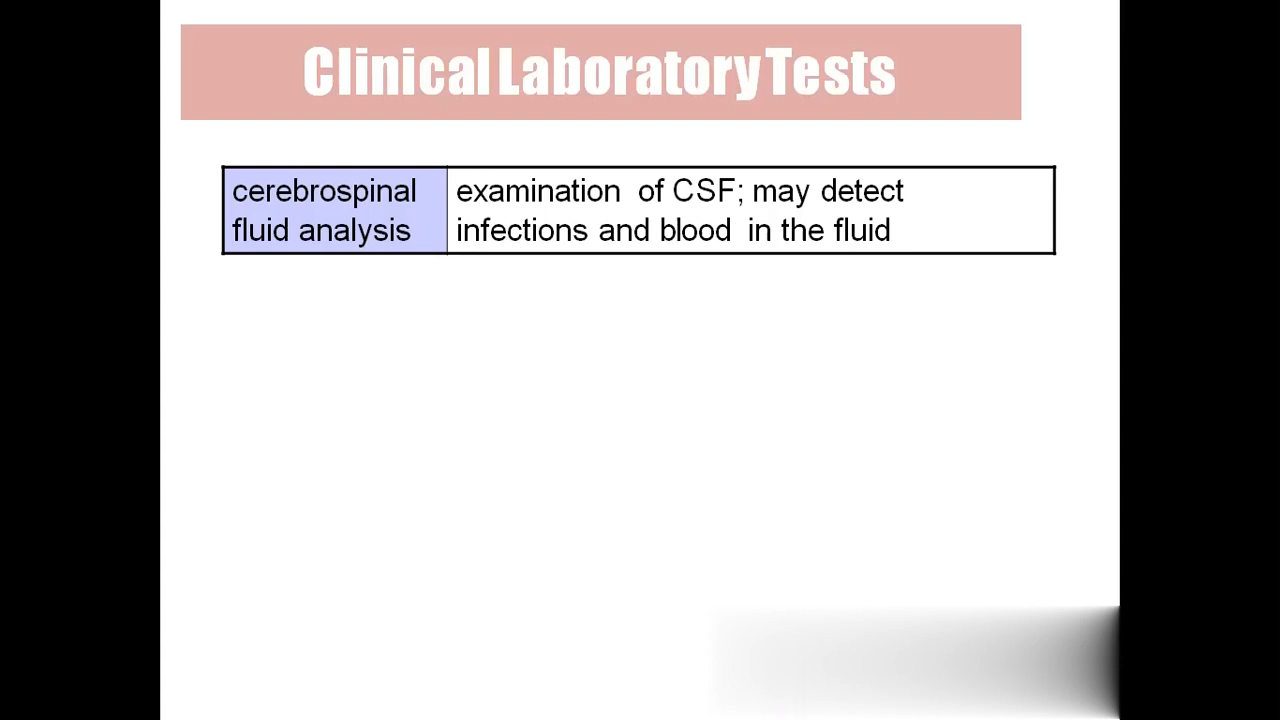 Clinical Laboratory Tests
cerebrospinal
fluid analysis
examination of CSF; may detect
infections and blood in the fluid